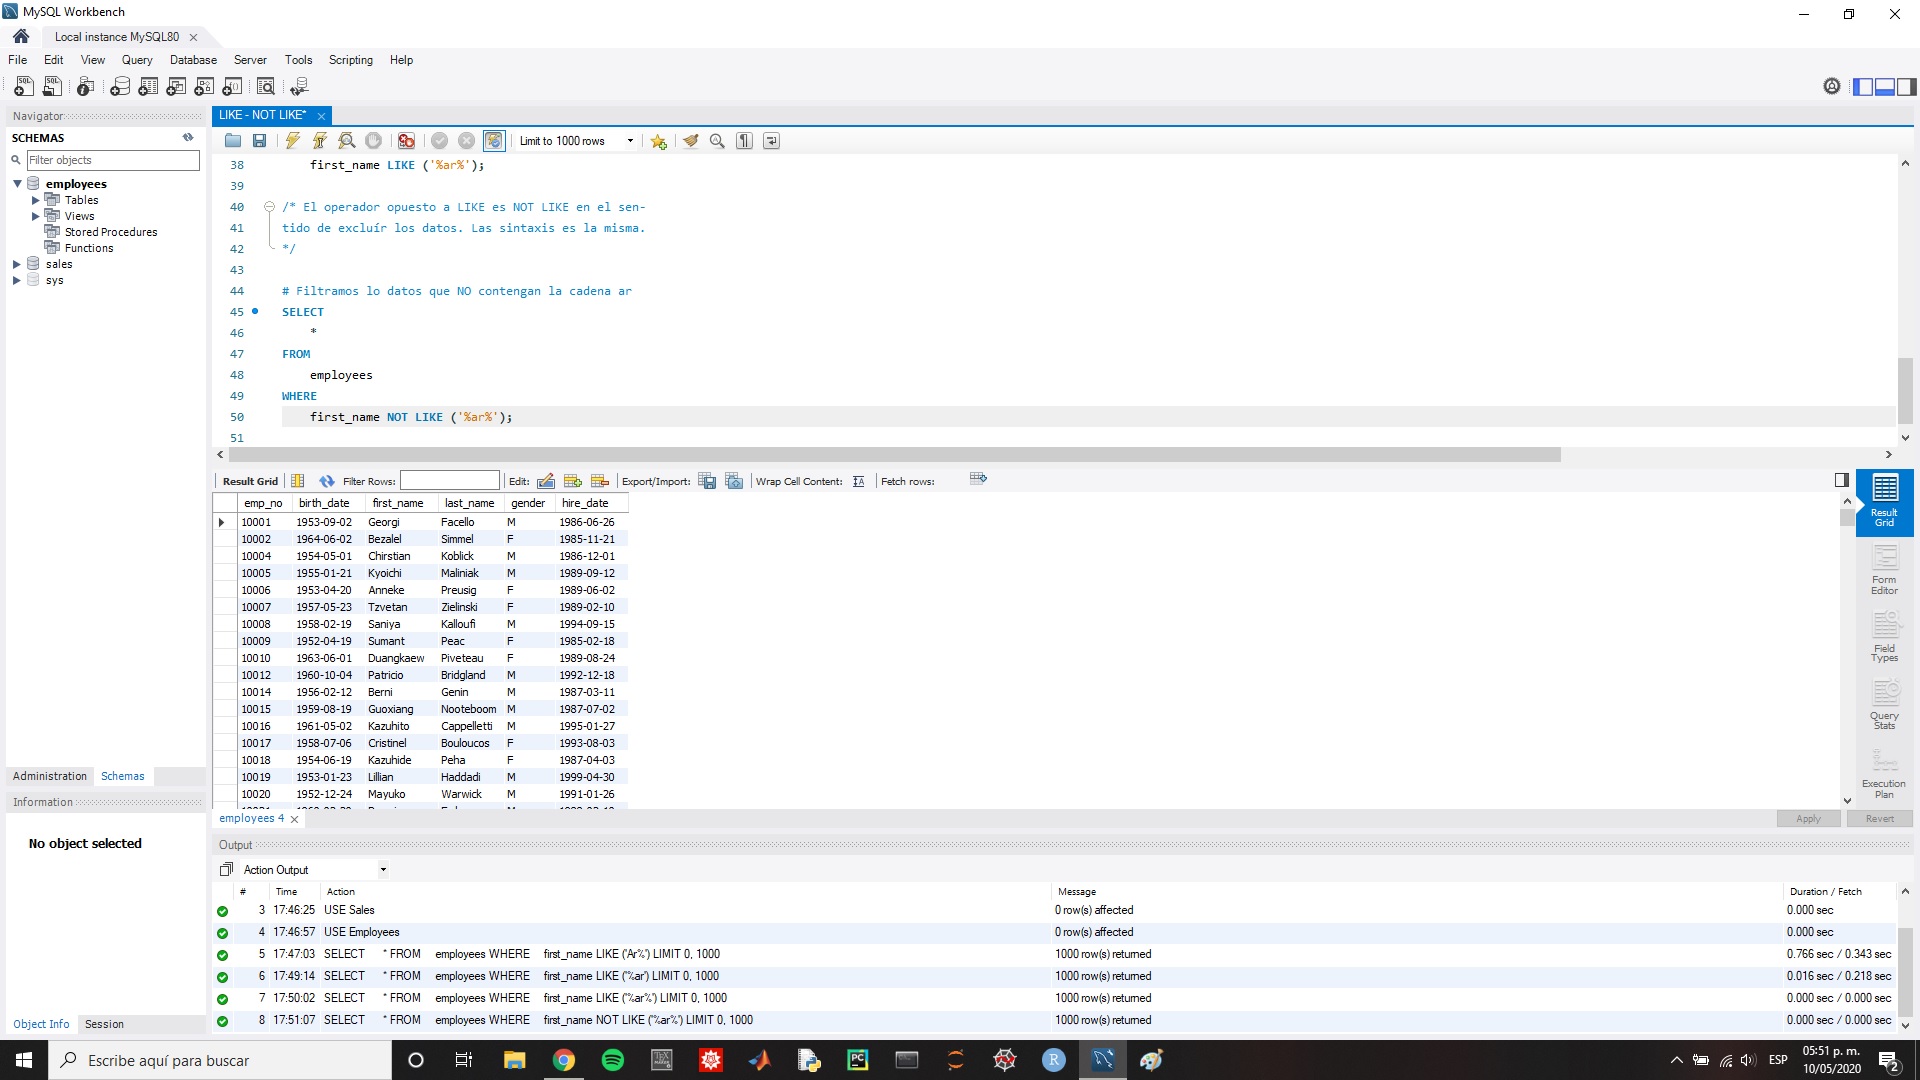 MySQL Workbench
Local instance MySQL80
File Edit View Query Database Server Tools Scripting Help
Navigator
SCHEMAS
Filter objects
employees
Tables
Views
Stored Procedures
Functions
sales
sys
Administration Schemas
Information
No object selected
Object Info Session
LIKE - NOT LIKE*
Limit to 1000 rows
38 first_name LIKE ('%ar%');
39
40 /* El operador opuesto a LIKE es NOT LIKE en el sen-
41 tido de excluír los datos. Las sintaxis es la misma.
42 */
43
44 # Filtramos lo datos que NO contengan la cadena ar
45 SELECT
46 *
47 FROM
48 employees
49 WHERE
50 first_name NOT LIKE ('%ar%');
51
Result Grid Filter Rows: Edit: Export/Import: Wrap Cell Content: Fetch rows:
emp_no birth_date first_name last_name gender hire_date
10001 1953-09-02 Georgi Facello M 1986-06-26
10002 1964-06-02 Bezalel Simmel F 1985-11-21
10004 1954-05-01 Chirstian Koblick M 1986-12-01
10005 1955-01-21 Kyoichi Maliniak M 1989-09-12
10006 1953-04-20 Anneke Preusig F 1989-06-02
10007 1957-05-23 Tzvetan Zielinski F 1989-02-10
10008 1958-02-19 Saniya Kalloufi M 1994-09-15
10009 1952-04-19 Sumant Peac F 1985-02-18
10010 1963-06-01 Duangkaew Piveteau F 1989-08-24
10012 1960-10-04 Patricio Bridgland M 1992-12-18
10014 1956-02-12 Berni Genin M 1987-03-11
10015 1959-08-19 Guoxiang Nooteboom M 1987-07-02
10016 1961-05-02 Kazuhito Cappelletti M 1995-01-27
10017 1958-07-06 Cristinel Bouloucos F 1993-08-03
10018 1954-06-19 Kazuhide Peha F 1987-04-03
10019 1953-01-23 Lillian Haddadi M 1999-04-30
10020 1952-12-24 Mayuko Warwick M 1991-01-26
Result
Grid
Form
Editor
Field
Types
Query
Stats
Execution
Plan
employees 4
Apply Revert
Output
Action Output
# Time Action Message Duration / Fetch
3 17:46:25 USE Sales 0 row(s) affected 0.000 sec
4 17:46:57 USE Employees 0 row(s) affected 0.000 sec
5 17:47:03 SELECT * FROM employees WHERE first_name LIKE ('Ar%') LIMIT 0, 1000 1000 row(s) returned 0.766 sec / 0.343 sec
6 17:49:14 SELECT * FROM employees WHERE first_name LIKE ('%ar') LIMIT 0, 1000 1000 row(s) returned 0.016 sec / 0.218 sec
7 17:50:02 SELECT * FROM employees WHERE first_name LIKE ('%ar%') LIMIT 0, 1000 1000 row(s) returned 0.000 sec / 0.000 sec
8 17:51:07 SELECT * FROM employees WHERE first_name NOT LIKE ('%ar%') LIMIT 0, 1000 1000 row(s) returned 0.000 sec / 0.000 sec
Escribe aquí para buscar
ESP
05:51 p. m.
10/05/2020
2